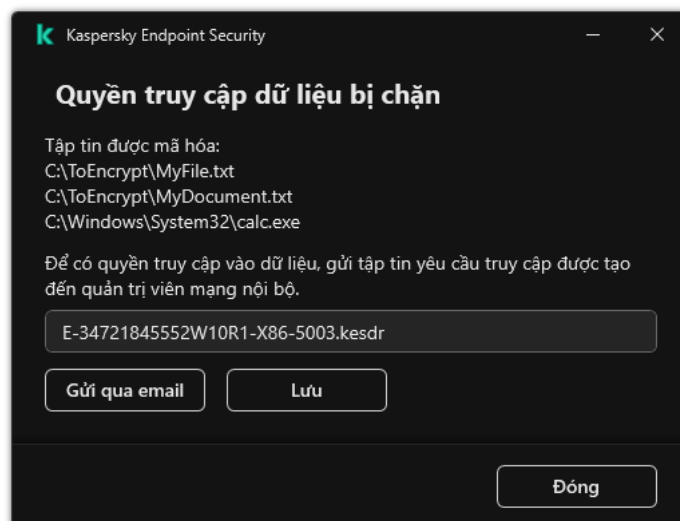 Kaspersky Endpoint Security
Quyền truy cập dữ liệu bị chặn
Tập tin được mã hóa:
C:\ToEncrypt\MyFile.txt
C:\ToEncrypt\MyDocument.txt
C:\Windows\System32\calc.exe
Để có quyền truy cập vào dữ liệu, gửi tập tin yêu cầu truy cập được tạo
đến quản trị viên mạng nội bộ.
E-34721845552W10R1-X86-5003.kesdr
Gửi qua email
Lưu
Đóng